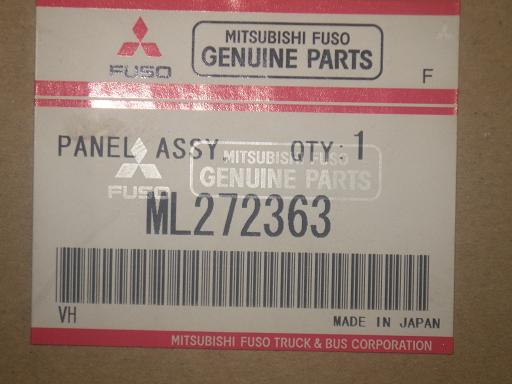 FUSO
MITSUBISHI FUSO
GENUINE PARTS
F
PANEL ASSY, QTY: 1
FUSO
MITSUBISHI FUSO
GENUINE PARTS
ML272363
VH
MADE IN JAPAN
MITSUBISHI FUSO TRUCK & BUS CORPORATION